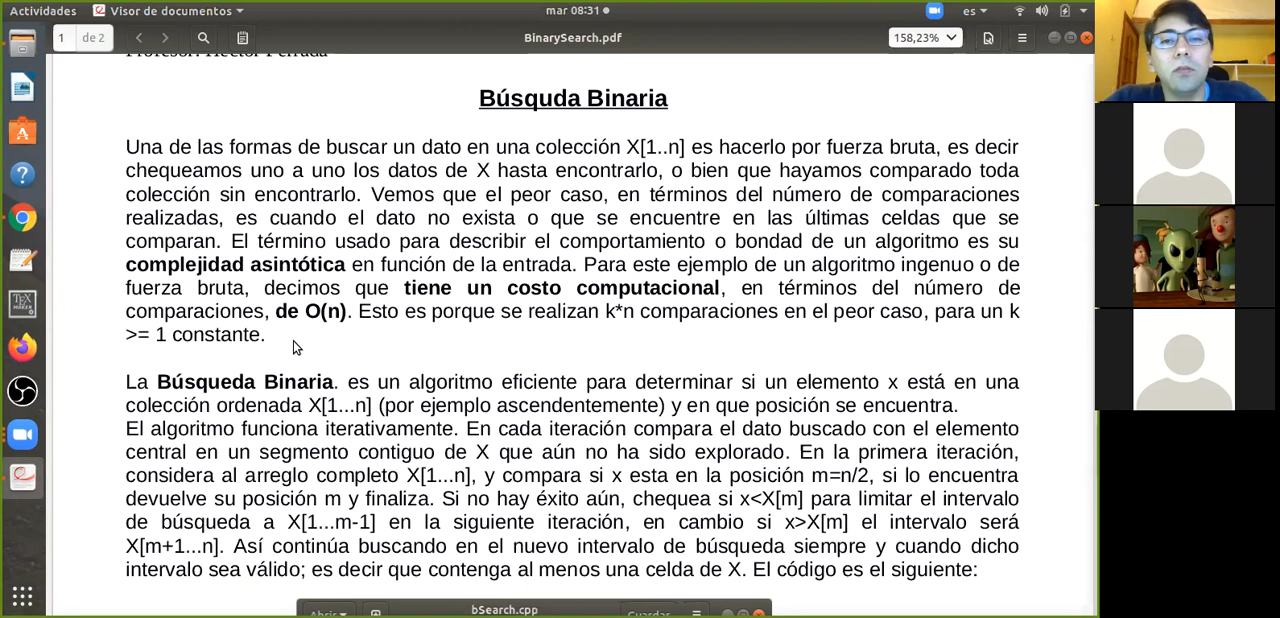 Actividades
Visor de documentos
mar 08:31
es
1
de 2
BinarySearch.pdf
158,23%
Profesor: Héctor Ferrada
Búsquda Binaria
Una de las formas de buscar un dato en una colección X[1..n] es hacerlo por fuerza bruta, es decir
chequeamos uno a uno los datos de X hasta encontrarlo, o bien que hayamos comparado toda
colección sin encontrarlo. Vemos que el peor caso, en términos del número de comparaciones
realizadas, es cuando el dato no exista o que se encuentre en las últimas celdas que se
comparan. El término usado para describir el comportamiento o bondad de un algoritmo es su
complejidad asintótica en función de la entrada. Para este ejemplo de un algoritmo ingenuo o de
fuerza bruta, decimos que tiene un costo computacional, en términos del número de
comparaciones, de O(n). Esto es porque se realizan k*n comparaciones en el peor caso, para un k
>= 1 constante.
La Búsqueda Binaria. es un algoritmo eficiente para determinar si un elemento x está en una
colección ordenada X[1...n] (por ejemplo ascendentemente) y en que posición se encuentra.
El algoritmo funciona iterativamente. En cada iteración compara el dato buscado con el elemento
central en un segmento contiguo de X que aún no ha sido explorado. En la primera iteración,
considera al arreglo completo X[1...n], y compara si x esta en la posición m=n/2, si lo encuentra
devuelve su posición m y finaliza. Si no hay éxito aún, chequea si x<X[m] para limitar el intervalo
de búsqueda a X[1...m-1] en la siguiente iteración, en cambio si x>X[m] el intervalo será
X[m+1...n]. Así continúa buscando en el nuevo intervalo de búsqueda siempre y cuando dicho
intervalo sea válido; es decir que contenga al menos una celda de X. El código es el siguiente:
Abrir
bSearch.cpp
Guardar